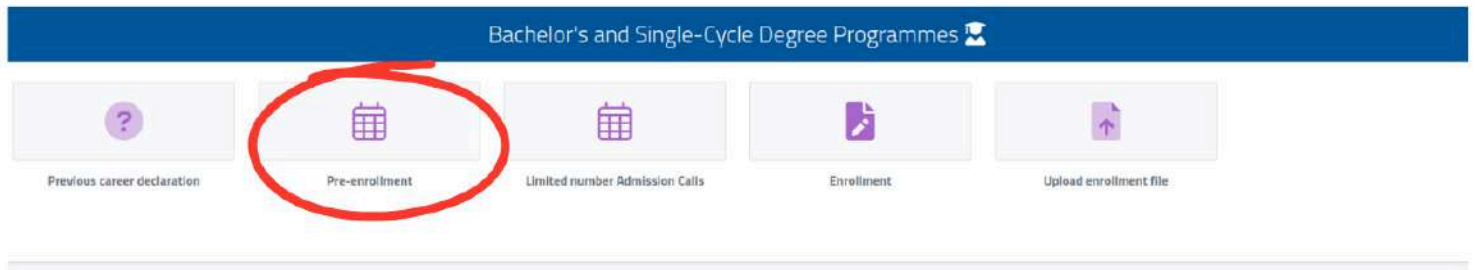 Bachelor's and Single-Cycle Degree Programmes
?
Previous career declaration
Pre-enrollment
Limited number Admission Calls
Enrollment
Upload enrollment file